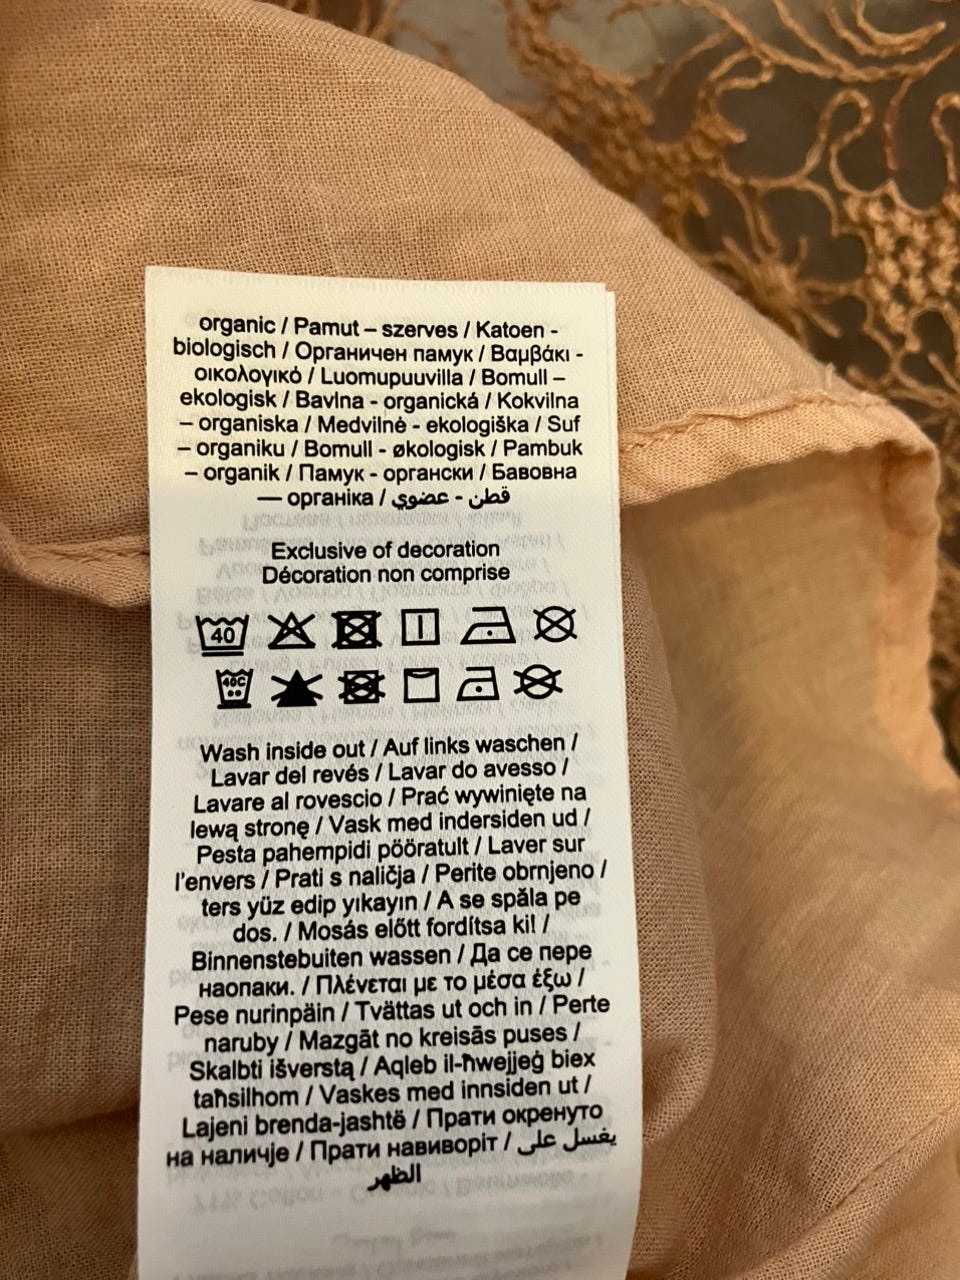 organic / Pamut – szerves / Katoen -
biologisch / Органичен памук / Βαμβάκι -
οικολογικό / Luomupuuvilla / Bomull –
ekologisk / Bavlna - organická / Kokvilna
– organiska / Medvilnė - ekologiška / Suf
– organiku / Bomull - økologisk / Pambuk
– organik / Памук - органски / Бавовна
— органіка / قطن - عضوي
Exclusive of decoration
Décoration non comprise
40
40C
Wash inside out / Auf links waschen /
Lavar del revés / Lavar do avesso /
Lavare al rovescio / Prać wywinięte na
lewą stronę / Vask med indersiden ud /
Pesta pahempidi pööratult / Laver sur
l'envers / Prati s naličja / Perite obrnjeno /
ters yüz edip yıkayın / A se spăla pe
dos. / Mosás előtt fordítsa ki! /
Binnenstebuiten wassen / Да се пере
наопаки. / Πλένεται με το μέσα έξω /
Pese nurinpäin / Tvättas ut och in / Perte
naruby / Mazgāt no kreisās puses /
Skalbti išverstą / Aqleb il-ħwejjeġ biex
taħsilhom / Vaskes med innsiden ut /
Lajeni brenda-jashtë / Прати окренуто
на наличје / Прати навиворіт / يغسل على
الظهر